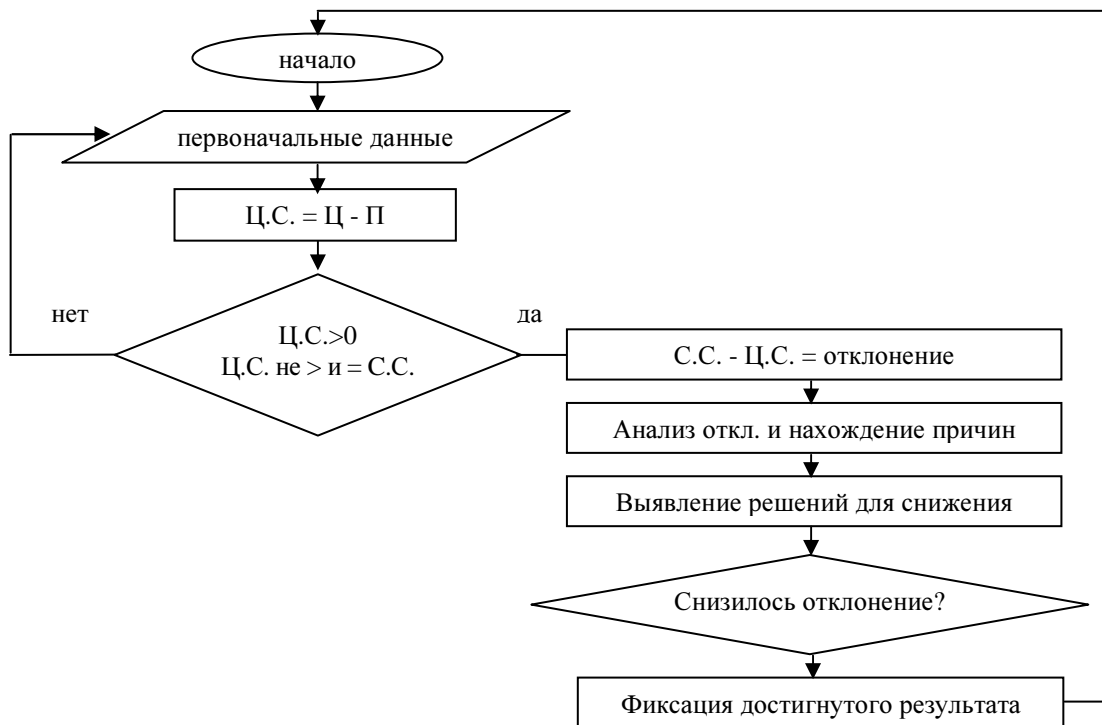 начало
первоначальные данные
Ц.С. = Ц - П
нет
да
Ц.С.>0
Ц.С. не > и = С.С.
С.С. - Ц.С. = отклонение
Анализ откл. и нахождение причин
Выявление решений для снижения
Снизилось отклонение?
Фиксация достигнутого результата